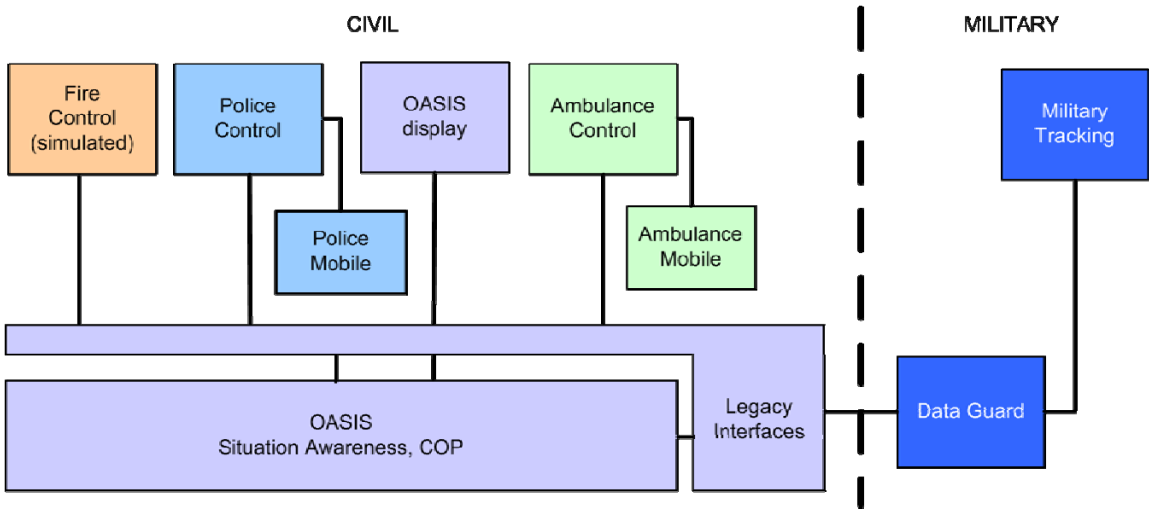 CIVIL
MILITARY
Fire
Control
(simulated)
Police
Control
OASIS
display
Ambulance
Control
Military
Tracking
Police
Mobile
Ambulance
Mobile
OASIS
Situation Awareness, COP
Legacy
Interfaces
Data Guard